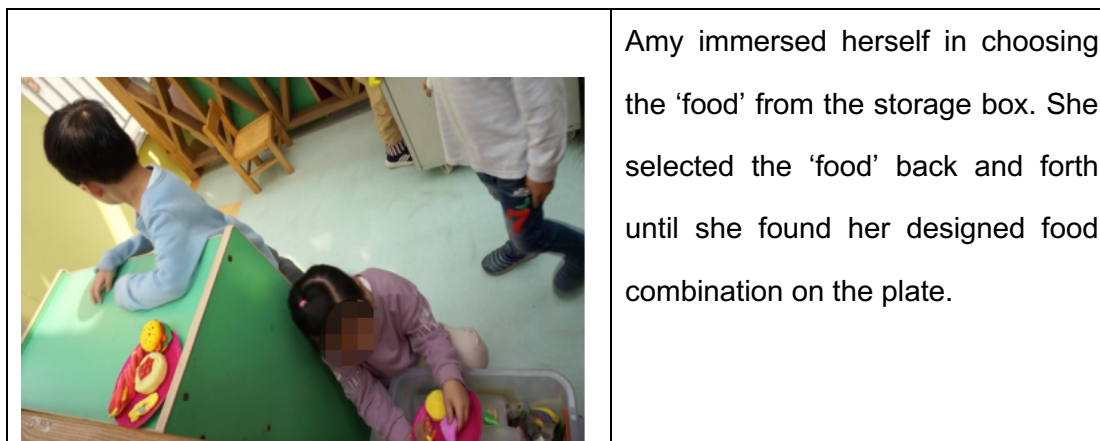 Amy immersed herself in choosing
the ‘food’ from the storage box. She
selected the ‘food’ back and forth
until she found her designed food
combination on the plate.